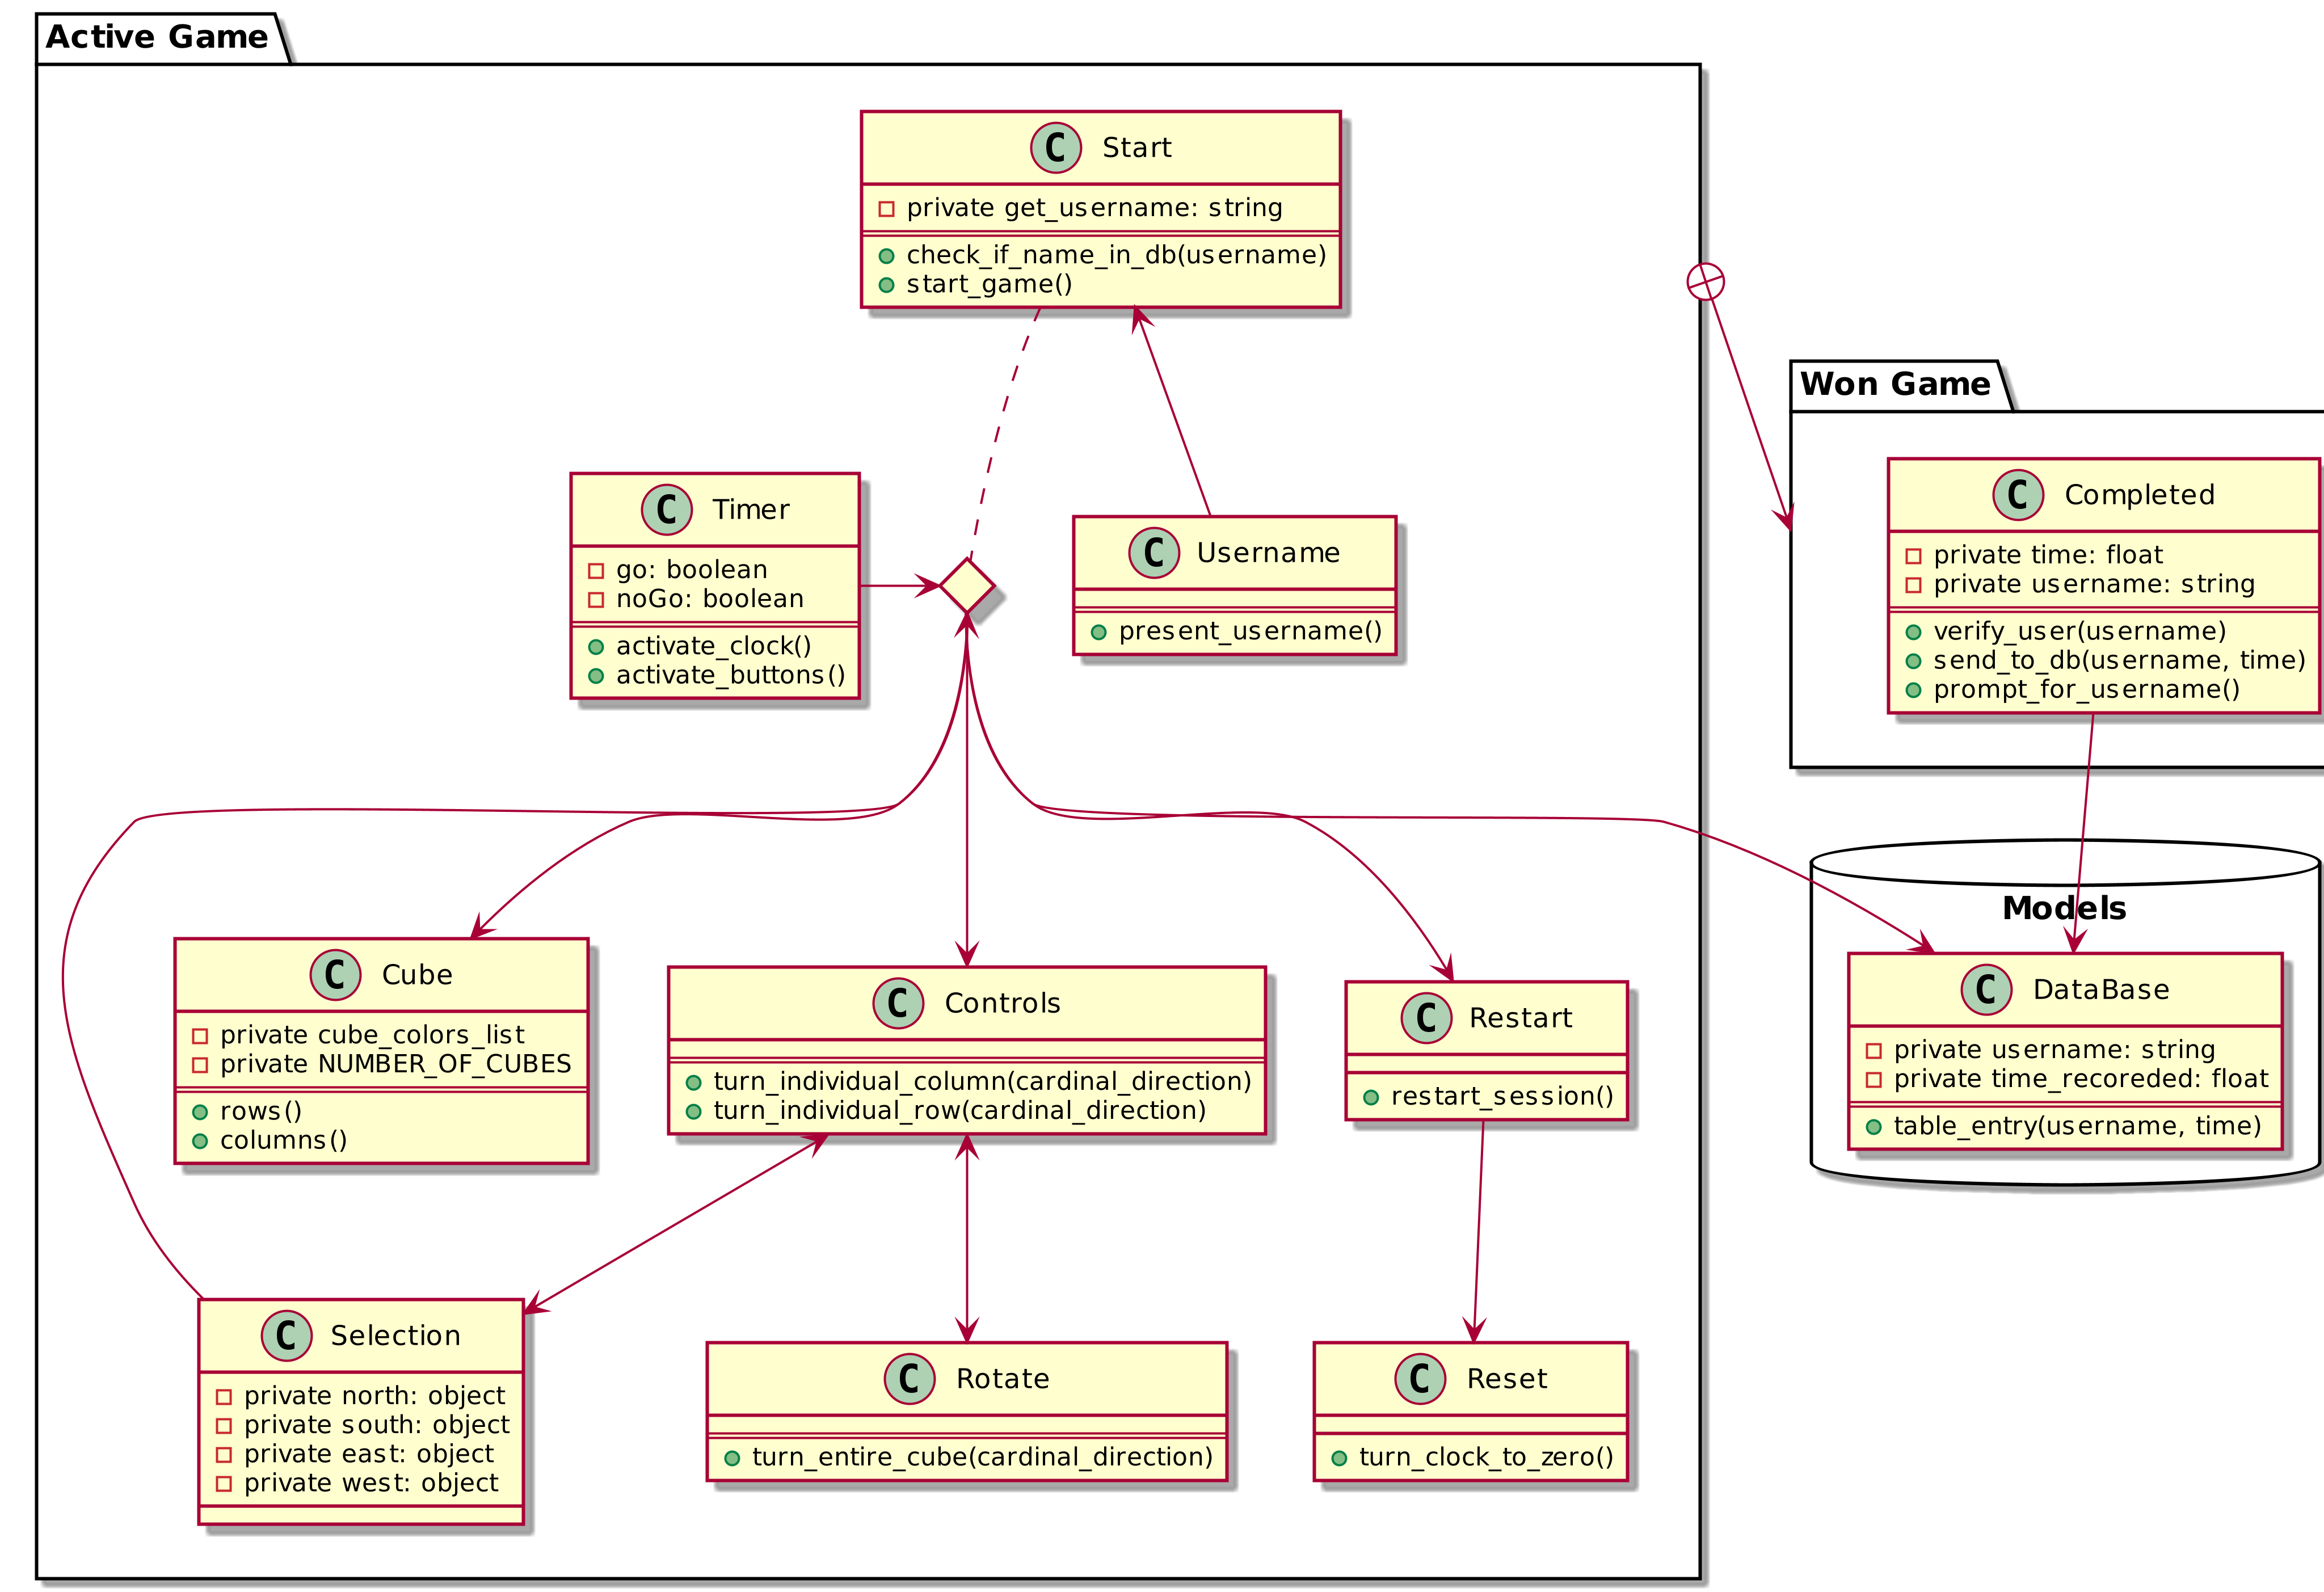 Active Game
C Start
private get_username: string
check_if_name_in_db(username)
start_game()
Won Game
C Timer
go: boolean
noGo: boolean
activate_clock()
activate_buttons()
C Username
present_username()
C Completed
private time: float
private username: string
verify_user(username)
send_to_db(username, time)
prompt_for_username()
C Cube
private cube_colors_list
private NUMBER_OF_CUBES
rows()
columns()
C Controls
turn_individual_column(cardinal_direction)
turn_individual_row(cardinal_direction)
C Restart
restart_session()
Models
C DataBase
private username: string
private time_recoreded: float
table_entry(username, time)
C Selection
private north: object
private south: object
private east: object
private west: object
C Rotate
turn_entire_cube(cardinal_direction)
C Reset
turn_clock_to_zero()